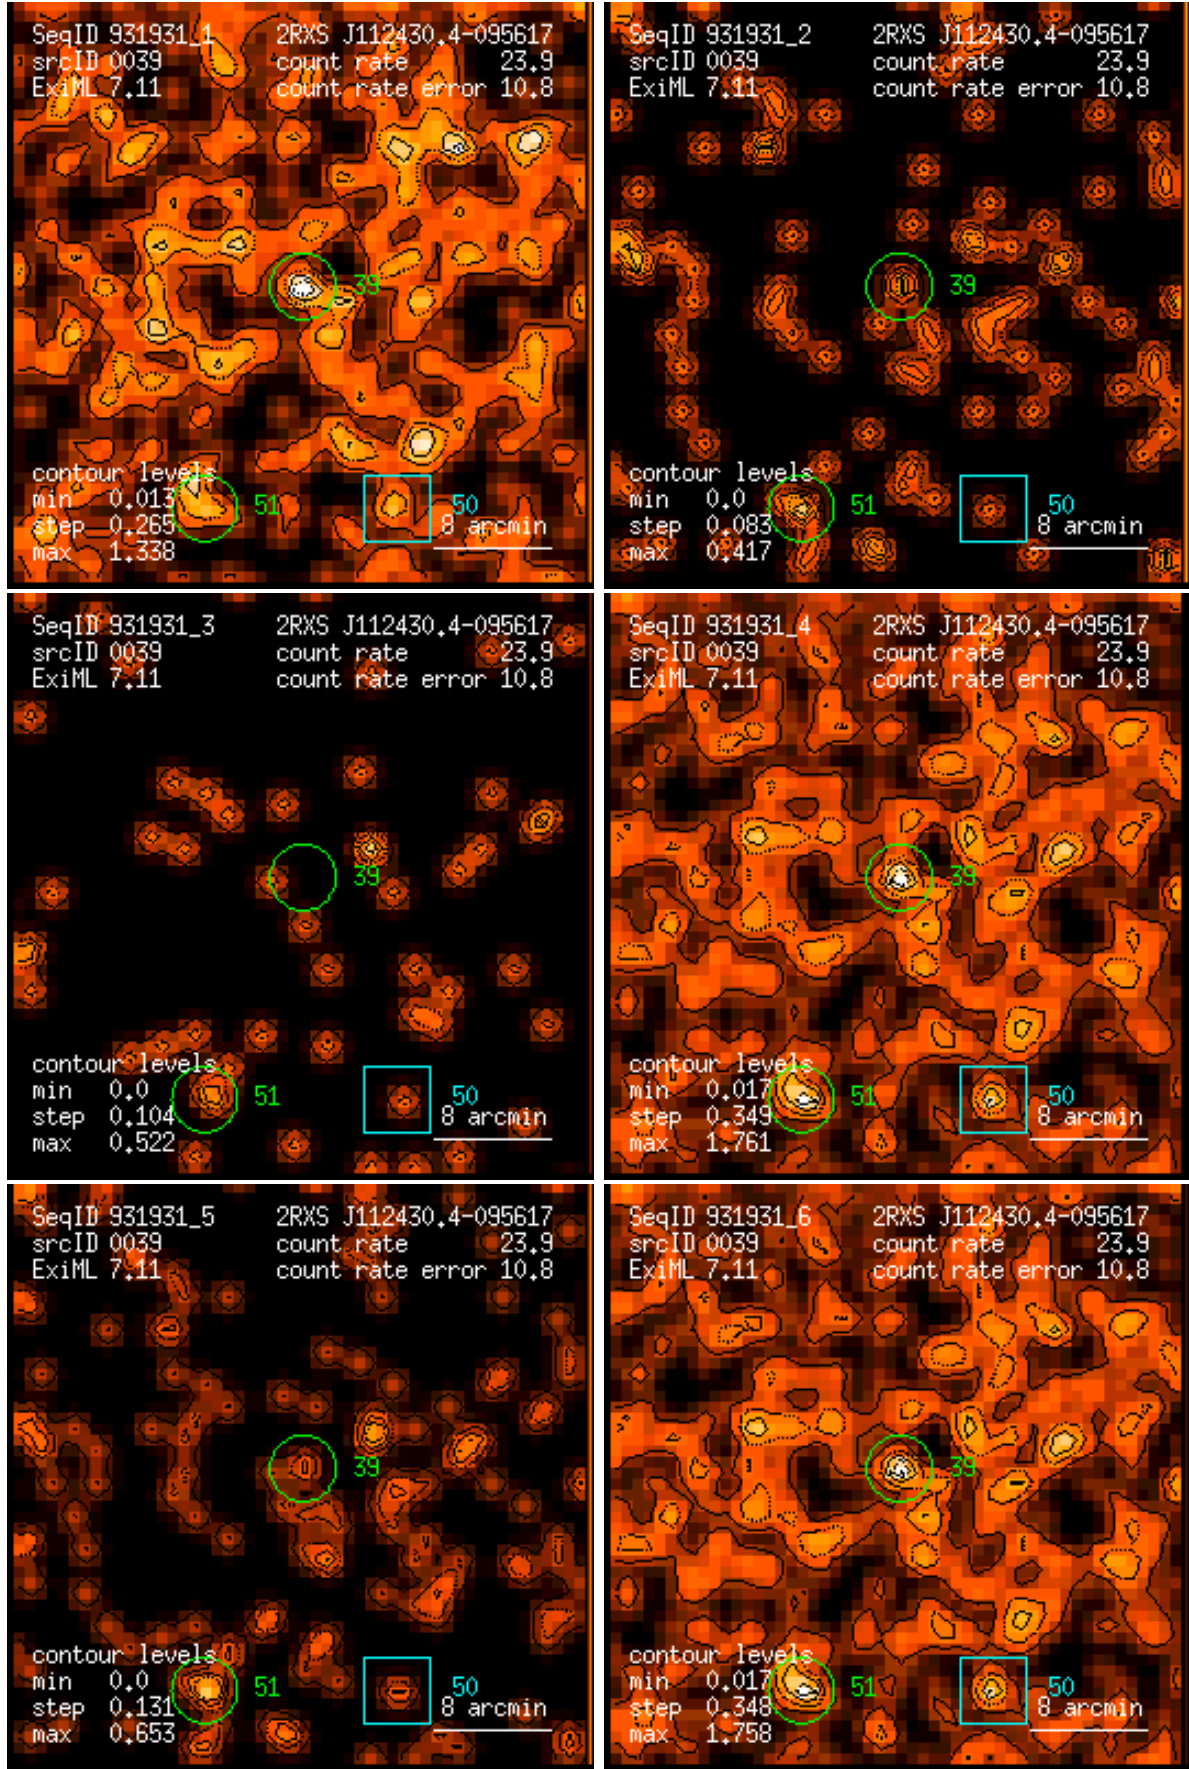 SeqID 931931_1 2RXS J112430.4-095617
srcID 0039 count rate 23.9
ExiML 7.11 count rate error 10.8
39
contour levels
min 0.013 51 50
step 0.265 8 arcmin
max 1.338
SeqID 931931_2 2RXS J112430.4-095617
srcID 0039 count rate 23.9
ExiML 7.11 count rate error 10.8
39
contour levels
min 0.0 51 50
step 0.083 8 arcmin
max 0.417
SeqID 931931_3 2RXS J112430.4-095617
srcID 0039 count rate 23.9
ExiML 7.11 count rate error 10.8
39
contour levels
min 0.0 51 50
step 0.104 8 arcmin
max 0.522
SeqID 931931_4 2RXS J112430.4-095617
srcID 0039 count rate 23.9
ExiML 7.11 count rate error 10.8
39
contour levels
min 0.017 51 50
step 0.349 8 arcmin
max 1.761
SeqID 931931_5 2RXS J112430.4-095617
srcID 0039 count rate 23.9
ExiML 7.11 count rate error 10.8
39
contour levels
min 0.0 51 50
step 0.131 8 arcmin
max 0.653
SeqID 931931_6 2RXS J112430.4-095617
srcID 0039 count rate 23.9
ExiML 7.11 count rate error 10.8
39
contour levels
min 0.017 51 50
step 0.348 8 arcmin
max 1.758